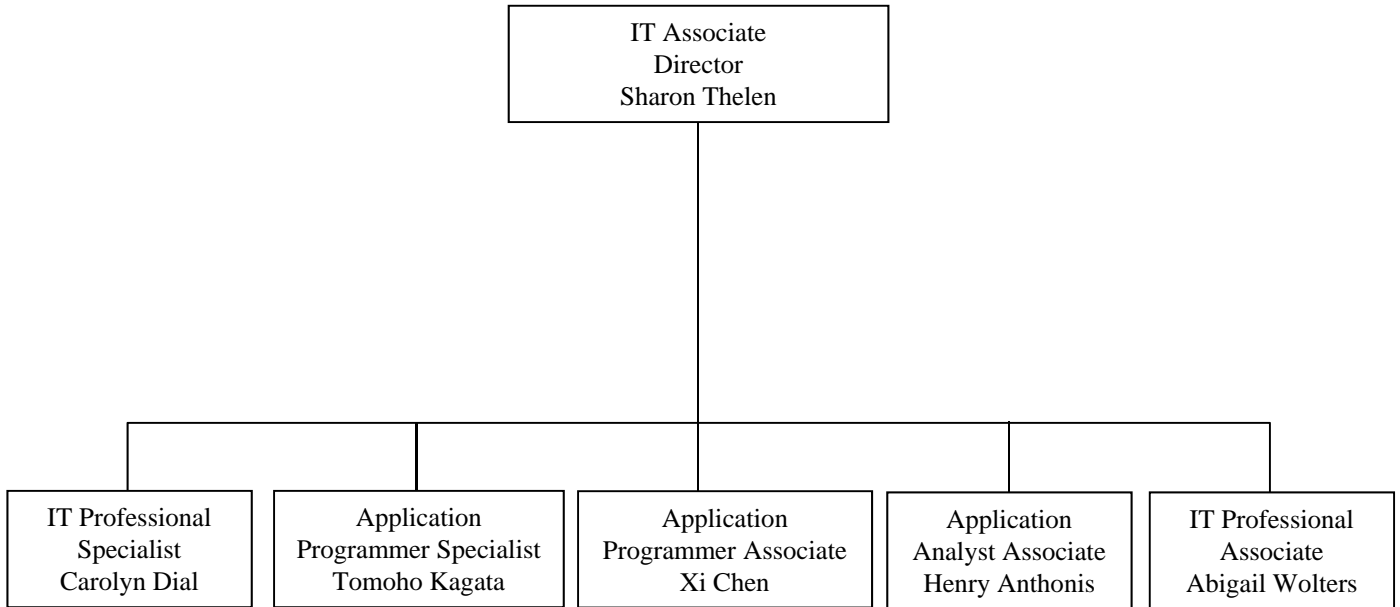 IT Associate
Director
Sharon Thelen
IT Professional
Specialist
Carolyn Dial
Application
Programmer Specialist
Tomoho Kagata
Application
Programmer Associate
Xi Chen
Application
Analyst Associate
Henry Anthonis
IT Professional
Associate
Abigail Wolters